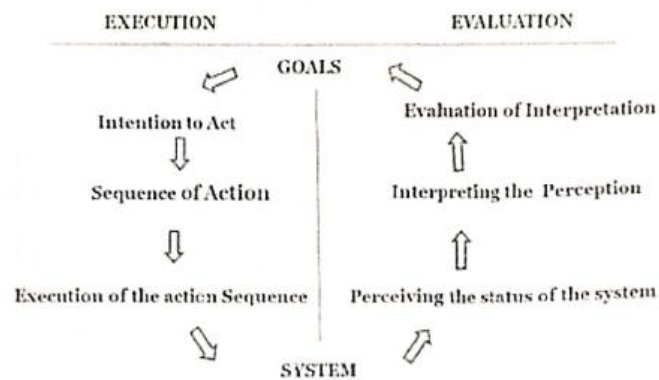 EXECUTION EVALUATION
GOALS
Intention to Act
Sequence of Action
Execution of the action Sequence
Evaluation of Interpretation
Interpreting the Perception
Perceiving the status of the system
SYSTEM